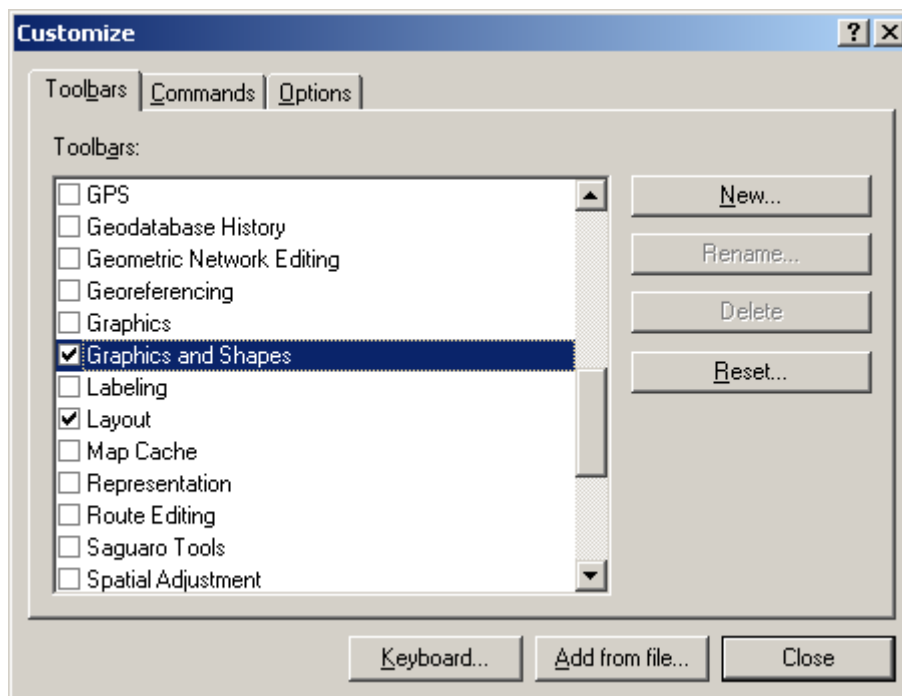 Customize
Toolbars Commands Options
Toolbars:
GPS
Geodatabase History
Geometric Network Editing
Georeferencing
Graphics
Graphics and Shapes
Labeling
Layout
Map Cache
Representation
Route Editing
Saguaro Tools
Spatial Adjustment
New...
Rename...
Delete
Reset...
Keyboard... Add from file... Close